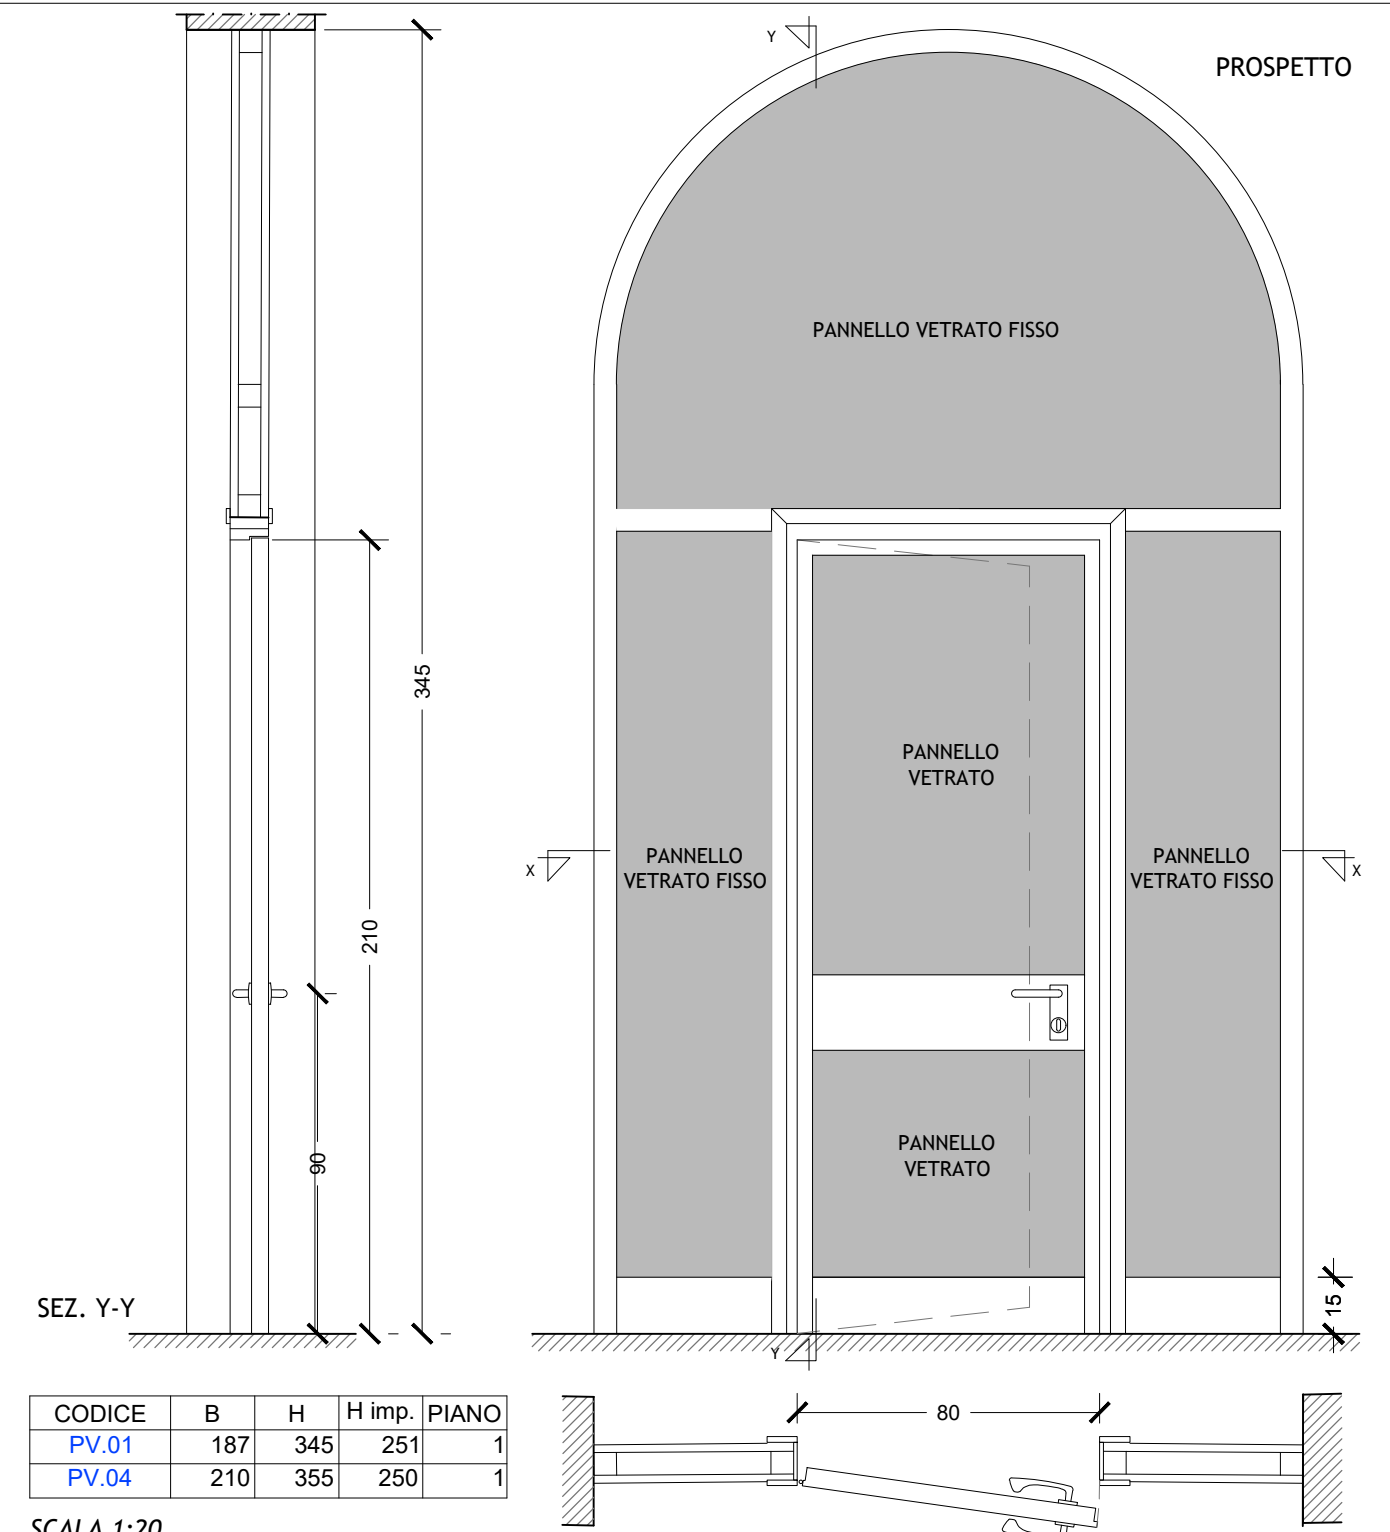 PROSPETTO
Y
PANNELLO VETRATO FISSO
345
210
90
PANNELLO
VETRATO
X
PANNELLO
VETRATO FISSO
PANNELLO
VETRATO FISSO
X
PANNELLO
VETRATO
15
SEZ. Y-Y
Y
CODICE B H H imp. PIANO
PV.01 187 345 251 1
PV.04 210 355 250 1
80
SCALA 1:20